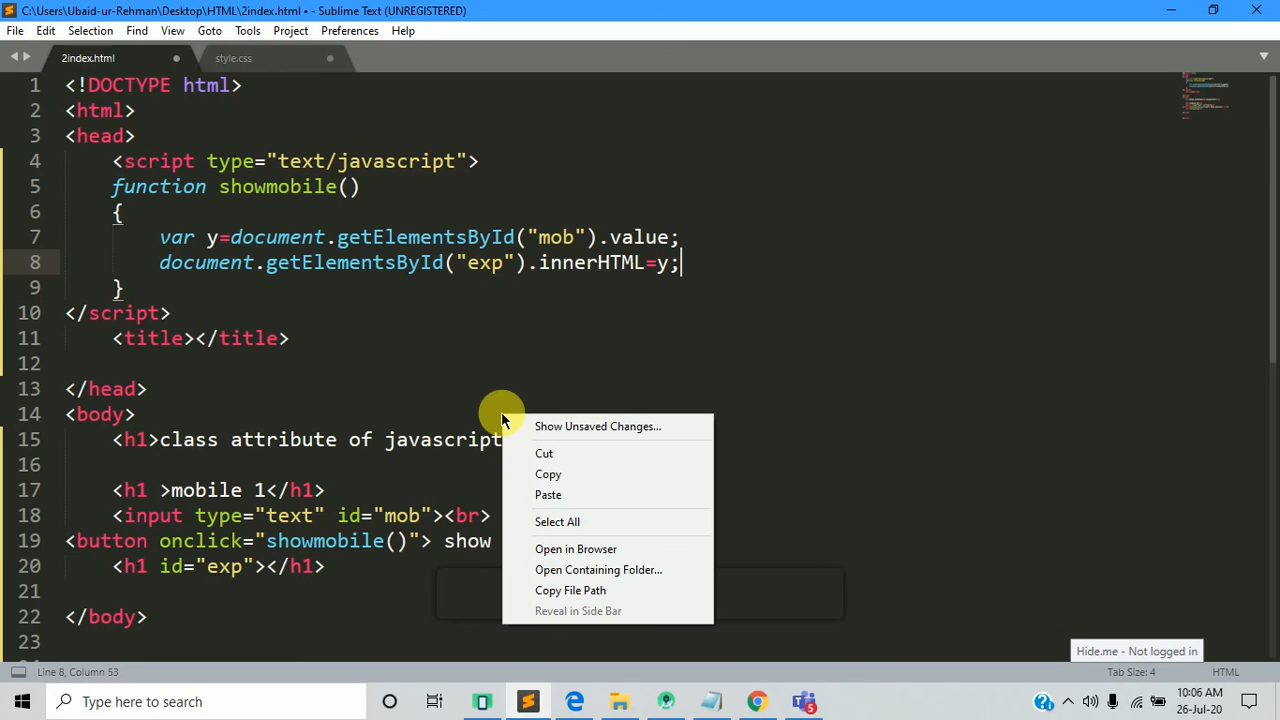 C:\Users\Ubaid-ur-Rehman\Desktop\HTML\2index.html • - Sublime Text (UNREGISTERED)
File Edit Selection Find View Goto Tools Project Preferences Help
2index.html style.css
1 <!DOCTYPE html>
2 <html>
3 <head>
4 <script type="text/javascript">
5 function showmobile()
6 {
7 var y=document.getElementsById("mob").value;
8 document.getElementsById("exp").innerHTML=y;
9 }
10 </script>
11 <title></title>
12
13 </head>
14 <body>
15 <h1>class attribute of javascript
16
17 <h1 >mobile 1</h1>
18 <input type="text" id="mob"><br>
19 <button onclick="showmobile()"> show
20 <h1 id="exp"></h1>
21
22 </body>
23
Show Unsaved Changes...
Cut
Copy
Paste
Select All
Open in Browser
Open Containing Folder...
Copy File Path
Reveal in Side Bar
Hide.me - Not logged in
Line 8, Column 53 Tab Size: 4 HTML
Type here to search
5
10:06 AM
26-Jul-20